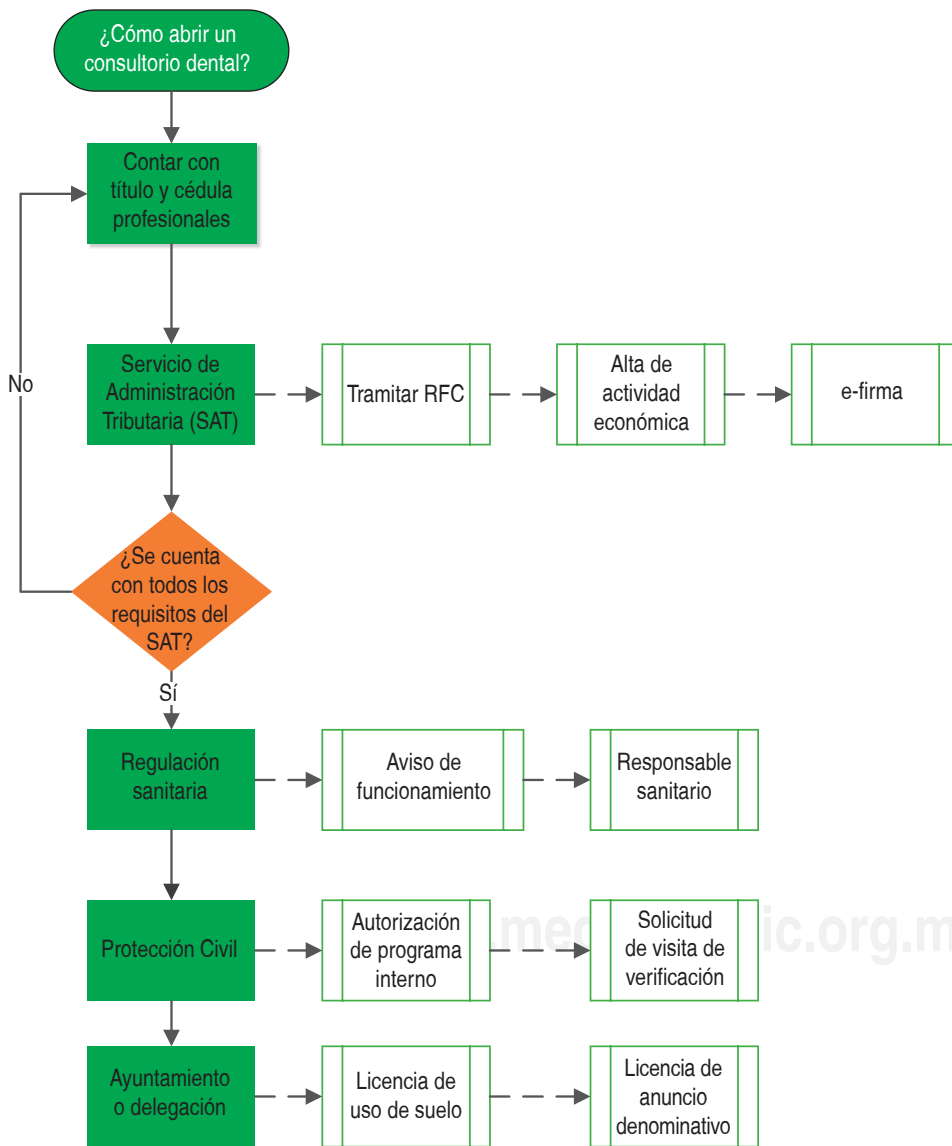 ¿Cómo abrir un
consultorio dental?
Contar con
título y cédula
profesionales
No
Servicio de
Administración
Tributaria (SAT)
Tramitar RFC
Alta de
actividad
económica
e-firma
¿Se cuenta
con todos los
requisitos del
SAT?
Sí
Regulación
sanitaria
Aviso de
funcionamiento
Responsable
sanitario
Protección Civil
Autorización
de programa
interno
Solicitud
de visita de
verificación
ic.org.m
Ayuntamiento
o delegación
Licencia de
uso de suelo
Licencia de
anuncio
denominativo